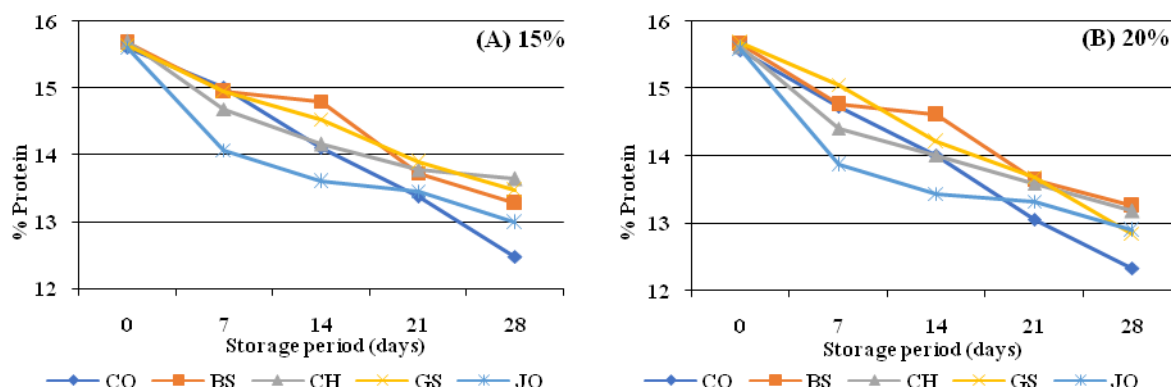 16
15
14
13
12
% Protein
(A) 15%
0 7 14 21 28
Storage period (days)
CO BS CH GS JO
16
15
14
13
12
% Protein
(B) 20%
0 7 14 21 28
Storage period (days)
CO BS CH GS JO